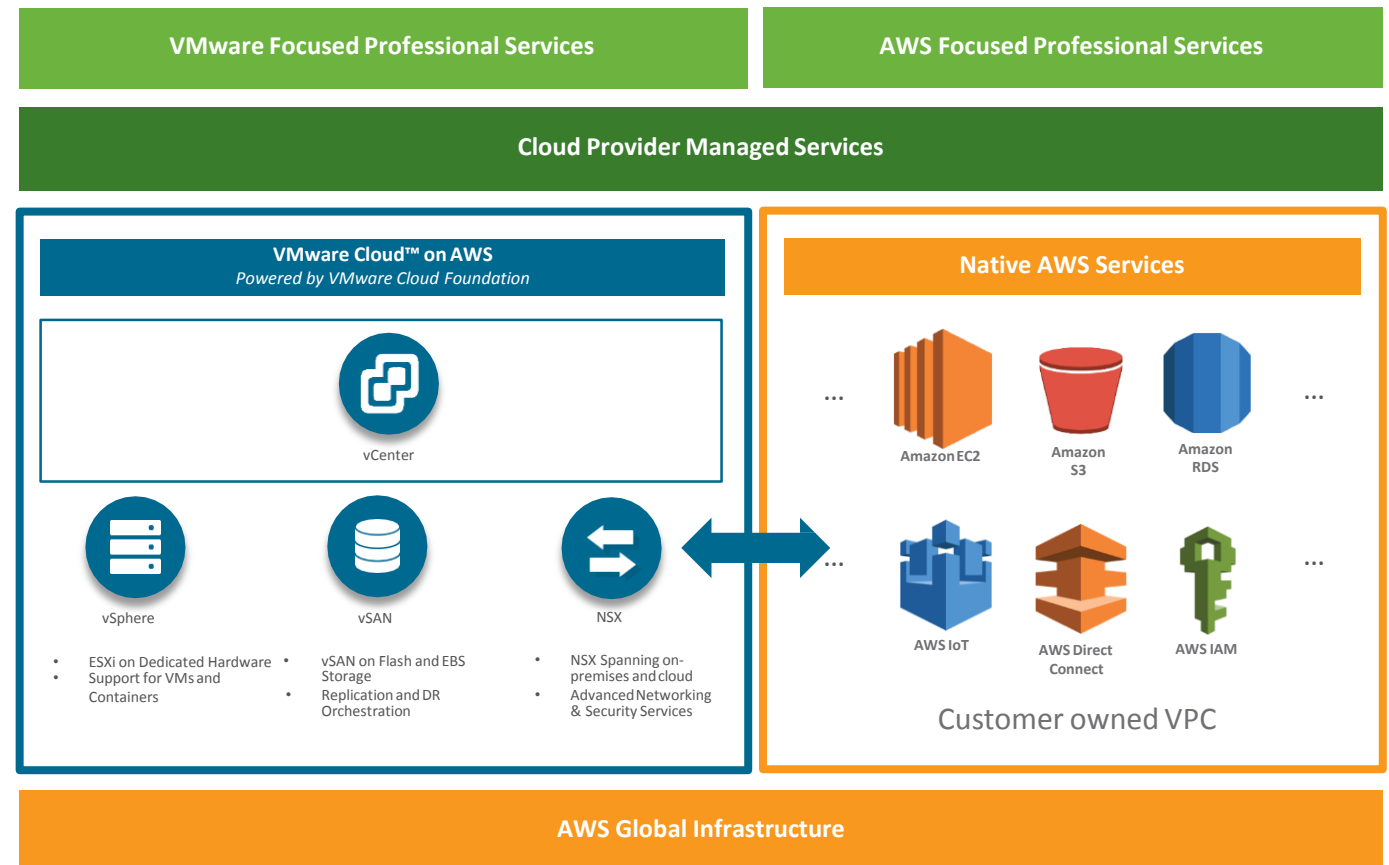 VMware Focused Professional Services
AWS Focused Professional Services
Cloud Provider Managed Services
VMware Cloud™ on AWS
Powered by VMware Cloud Foundation
vCenter
vSphere
vSAN
NSX
• ESXi on Dedicated Hardware
• Support for VMs and
Containers
• vSAN on Flash and EBS
Storage
• Replication and DR
Orchestration
• NSX Spanning on-
premises and cloud
• Advanced Networking
& Security Services
Native AWS Services
...
Amazon EC2
Amazon
S3
Amazon
RDS
...
...
AWS IoT
AWS Direct
Connect
AWS IAM
...
Customer owned VPC
AWS Global Infrastructure